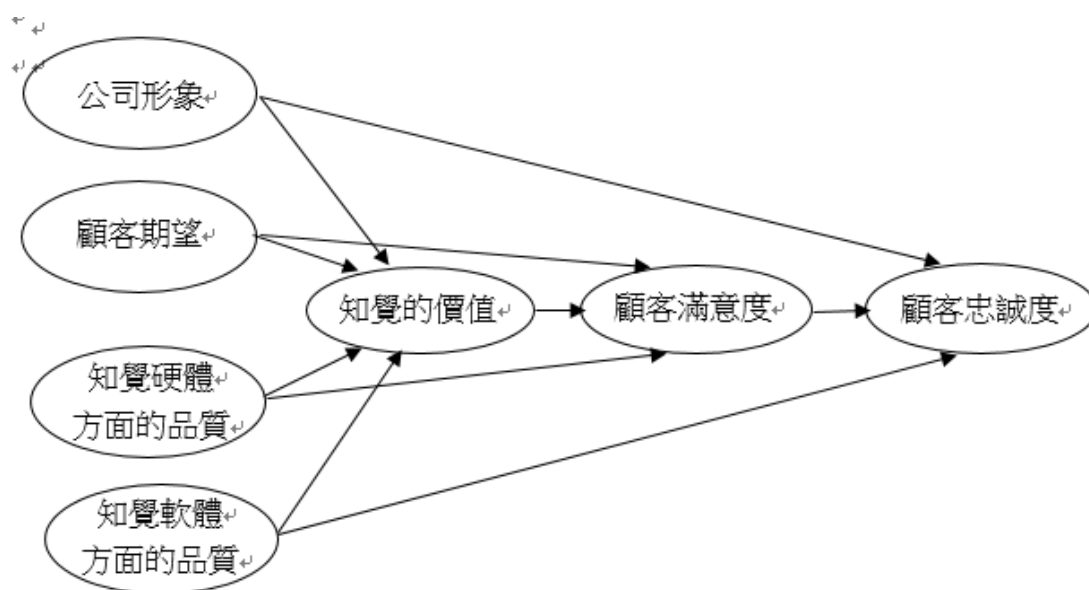 公司形象
顧客期望
知覺的價值
顧客滿意度
顧客忠誠度
知覺硬體
方面的品質
知覺軟體
方面的品質